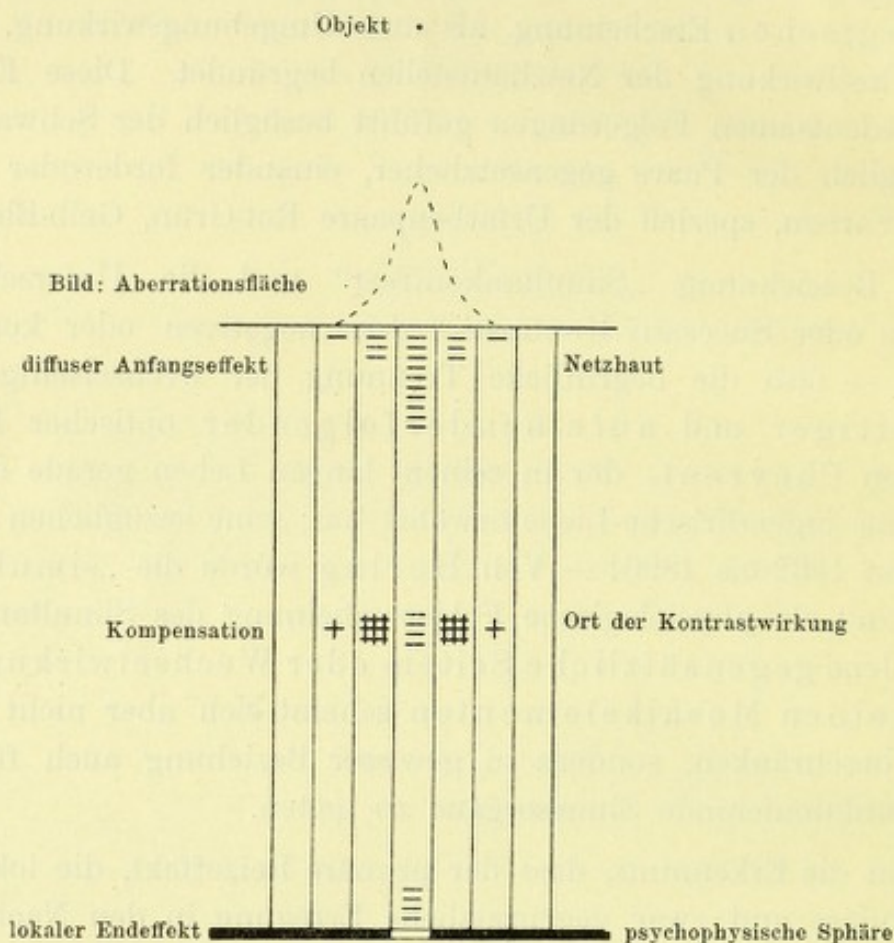 Objekt
Bild: Aberrationsfläche
diffuser Anfangseffekt
Netzhaut
Kompensation
Ort der Kontrastwirkung
lokaler Endeffekt
psychophysische Sphäre